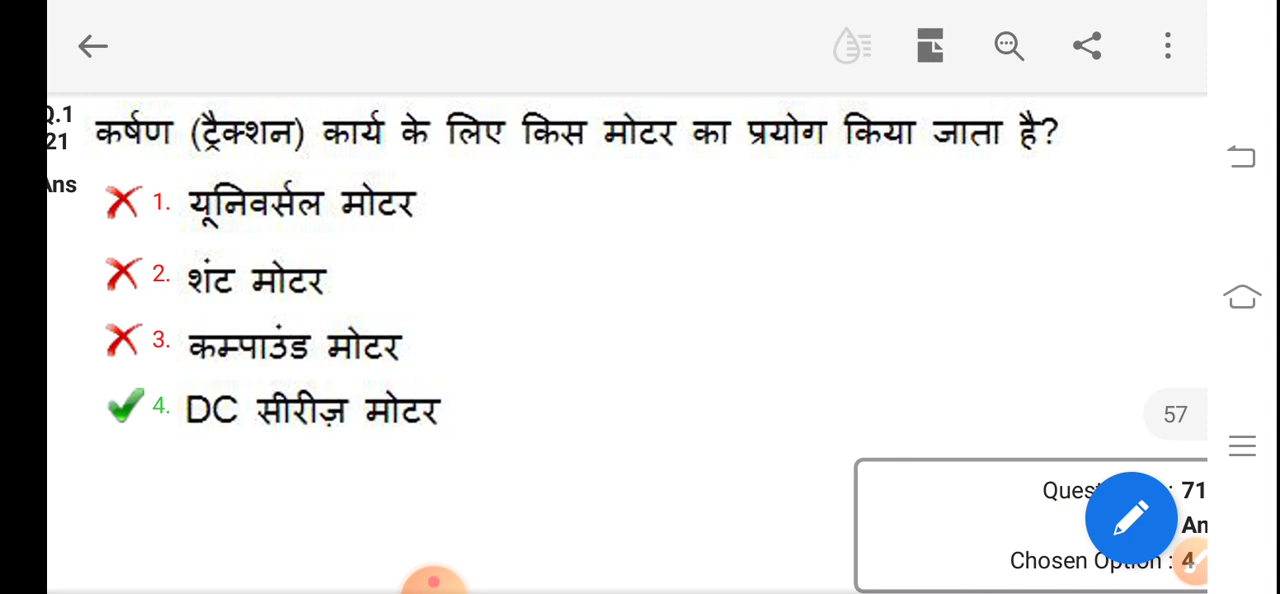 Q.1 कर्षण (ट्रैक्शन) कार्य के लिए किस मोटर का प्रयोग किया जाता है?
21
Ans
1. यूनिवर्सल मोटर
2. शंट मोटर
3. कम्पाउंड मोटर
4. DC सीरीज़ मोटर
57
: 71
An
Chosen Option : 4